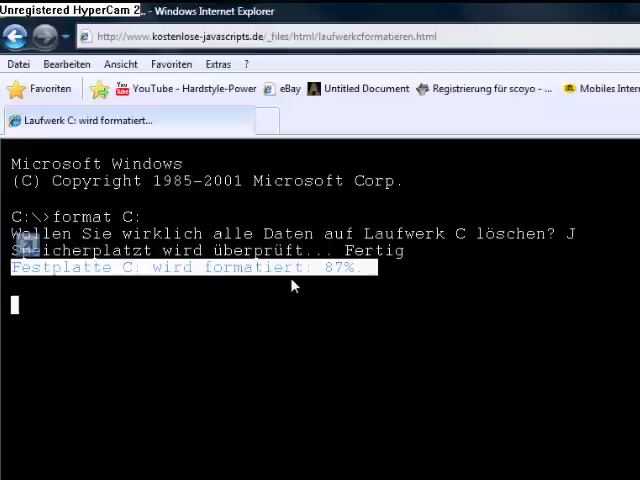 Unregistered HyperCam 2
.. - Windows Internet Explorer
http://www.kostenlose-javascripts.de/_files/html/laufwerkcformatieren.html
Datei Bearbeiten Ansicht Favoriten Extras ?
Favoriten YouTube - Hardstyle-Power eBay Untitled Document Registrierung für scoyo - ... Mobiles Inter
Laufwerk C: wird formatiert...
Microsoft Windows
(C) Copyright 1985-2001 Microsoft Corp.
C:\>format C:
Wollen Sie wirklich alle Daten auf Laufwerk C löschen? J
Speicherplatzt wird überprüft... Fertig
Festplatte C: wird formatiert: 87%.